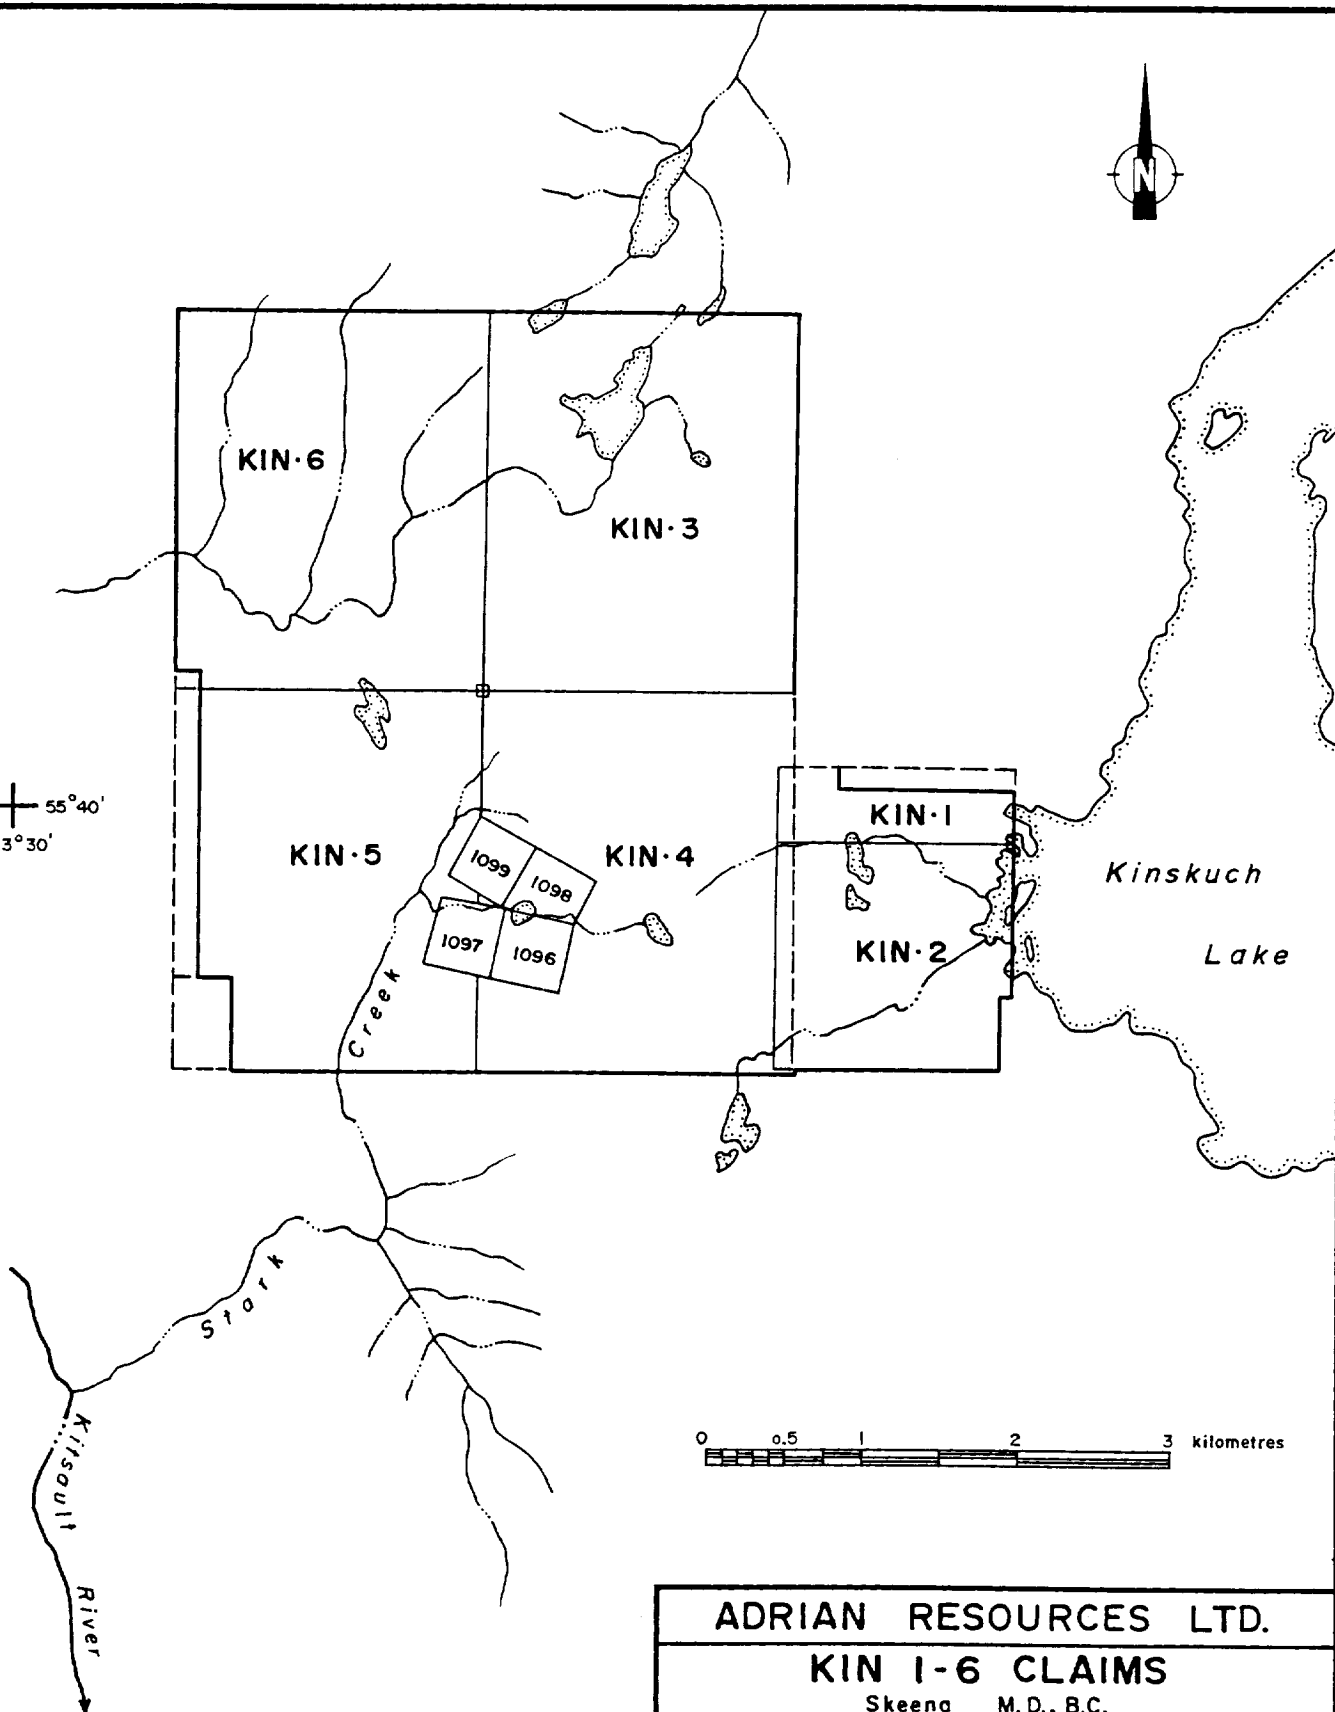 N
KIN·6
KIN·3
55°40'
3°30'
KIN·1
KIN·5
KIN·4
1099
1098
1097
1096
KIN·2
Kinskuch
Lake
Creek
Stark
Kitsault
River
0 0.5 1 2 3 kilometres
ADRIAN RESOURCES LTD.
KIN 1-6 CLAIMS
Skeena M.D., B.C.